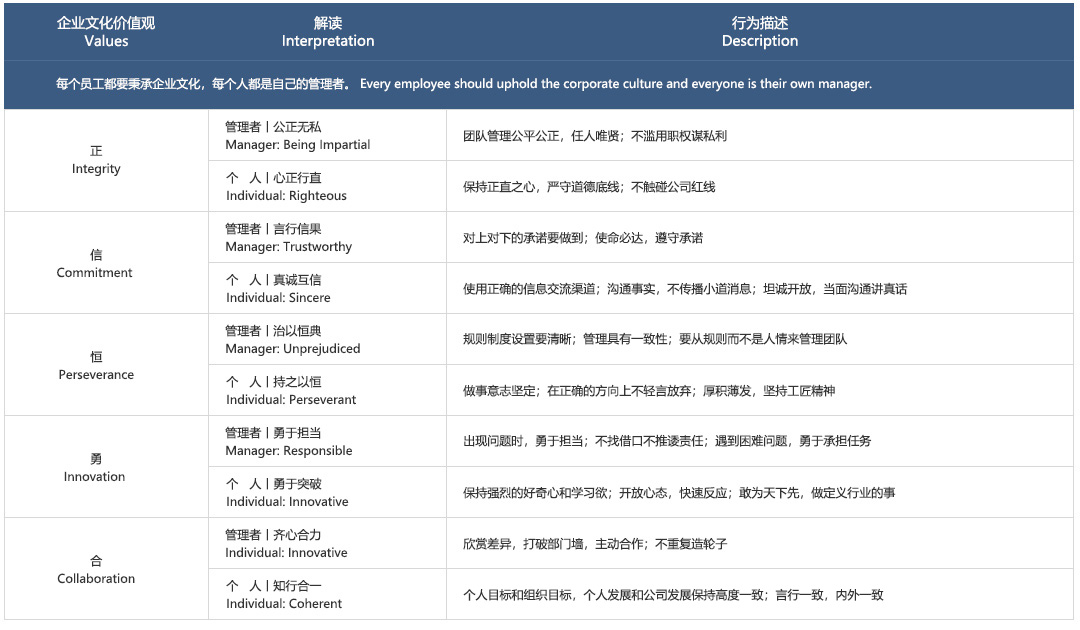 企业文化价值观
Values
解读
Interpretation
行为描述
Description
每个员工都要秉承企业文化，每个人都是自己的管理者。 Every employee should uphold the corporate culture and everyone is their own manager.
正
Integrity
管理者丨公正无私
Manager: Being Impartial
团队管理公平公正，任人唯贤；不滥用职权谋私利
个 人丨心正行直
Individual: Righteous
保持正直之心，严守道德底线；不触碰公司红线
信
Commitment
管理者丨言行信果
Manager: Trustworthy
对上对下的承诺要做到；使命必达，遵守承诺
个 人丨真诚互信
Individual: Sincere
使用正确的信息交流渠道；沟通事实，不传播小道消息；坦诚开放，当面沟通讲真话
恒
Perseverance
管理者丨治以恒典
Manager: Unprejudiced
规则制度设置要清晰；管理具有一致性；要从规则而不是人情来管理团队
个 人丨持之以恒
Individual: Perseverant
做事意志坚定；在正确的方向上不轻言放弃；厚积薄发，坚持工匠精神
勇
Innovation
管理者丨勇于担当
Manager: Responsible
出现问题时，勇于担当；不找借口不推诿责任；遇到困难问题，勇于承担任务
个 人丨勇于突破
Individual: Innovative
保持强烈的好奇心和学习欲；开放心态，快速反应；敢为天下先，做定义行业的事
合
Collaboration
管理者丨齐心合力
Individual: Innovative
欣赏差异，打破部门墙，主动合作；不重复造轮子
个 人丨知行合一
Individual: Coherent
个人目标和组织目标，个人发展和公司发展保持高度一致；言行一致，内外一致